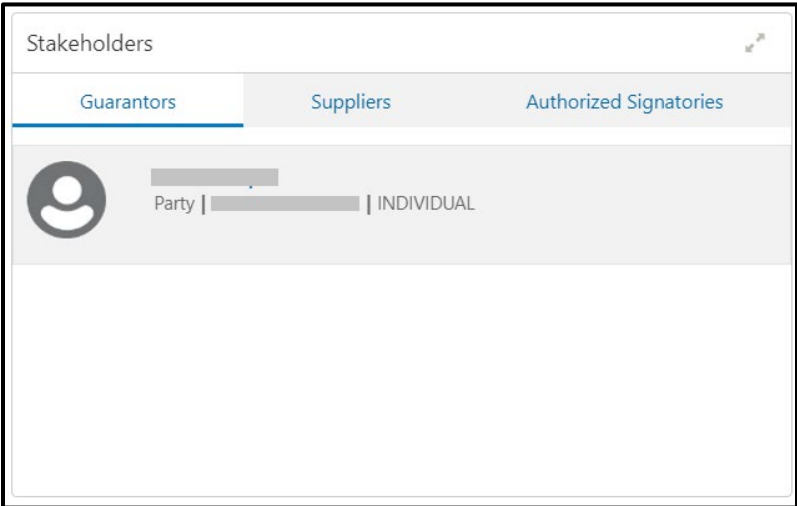 Stakeholders
Guarantors Suppliers Authorized Signatories
Party | | INDIVIDUAL